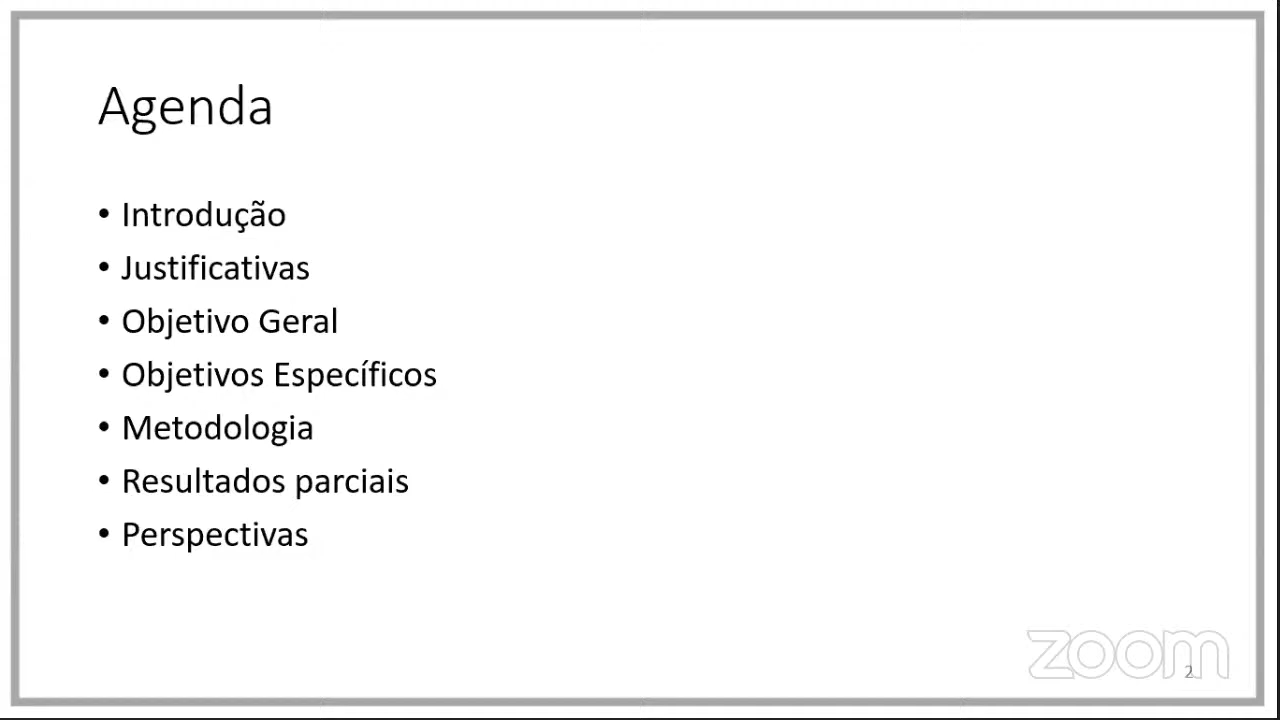 Agenda
• Introdução
• Justificativas
• Objetivo Geral
• Objetivos Específicos
• Metodologia
• Resultados parciais
• Perspectivas
zoom
2